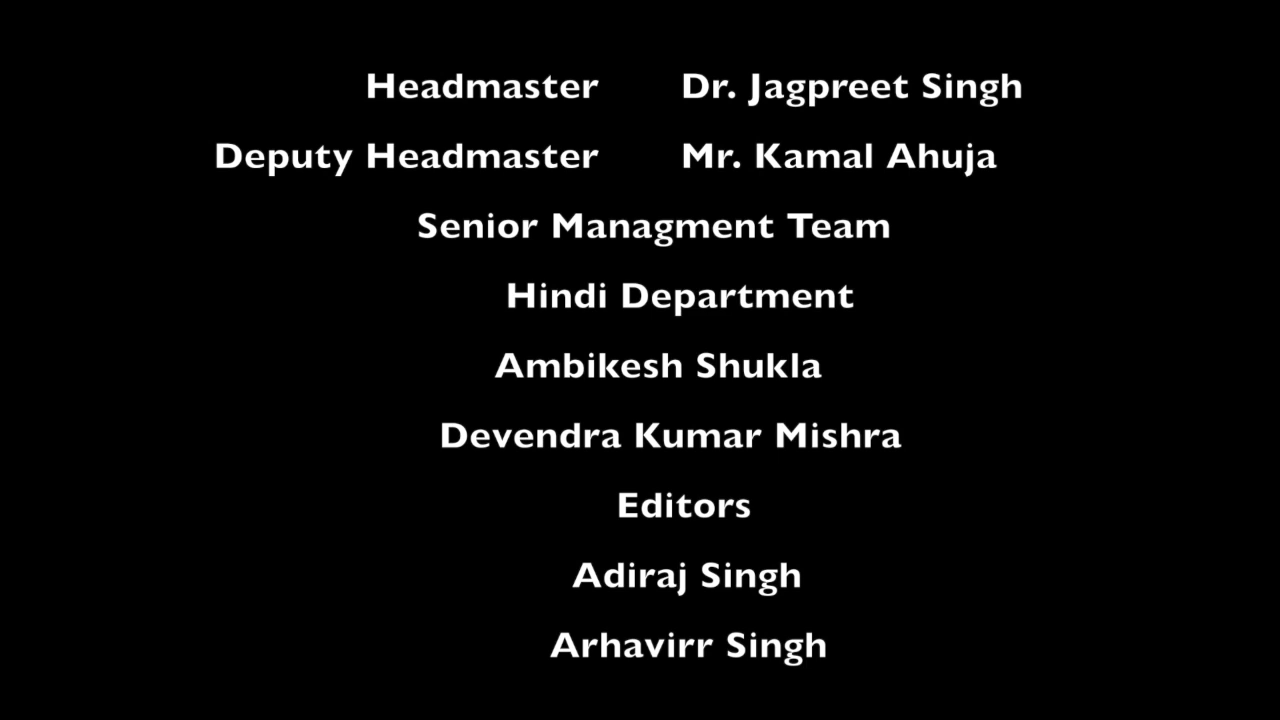 Headmaster Dr. Jagpreet Singh
Deputy Headmaster Mr. Kamal Ahuja
Senior Managment Team
Hindi Department
Ambikesh Shukla
Devendra Kumar Mishra
Editors
Adiraj Singh
Arhavirr Singh